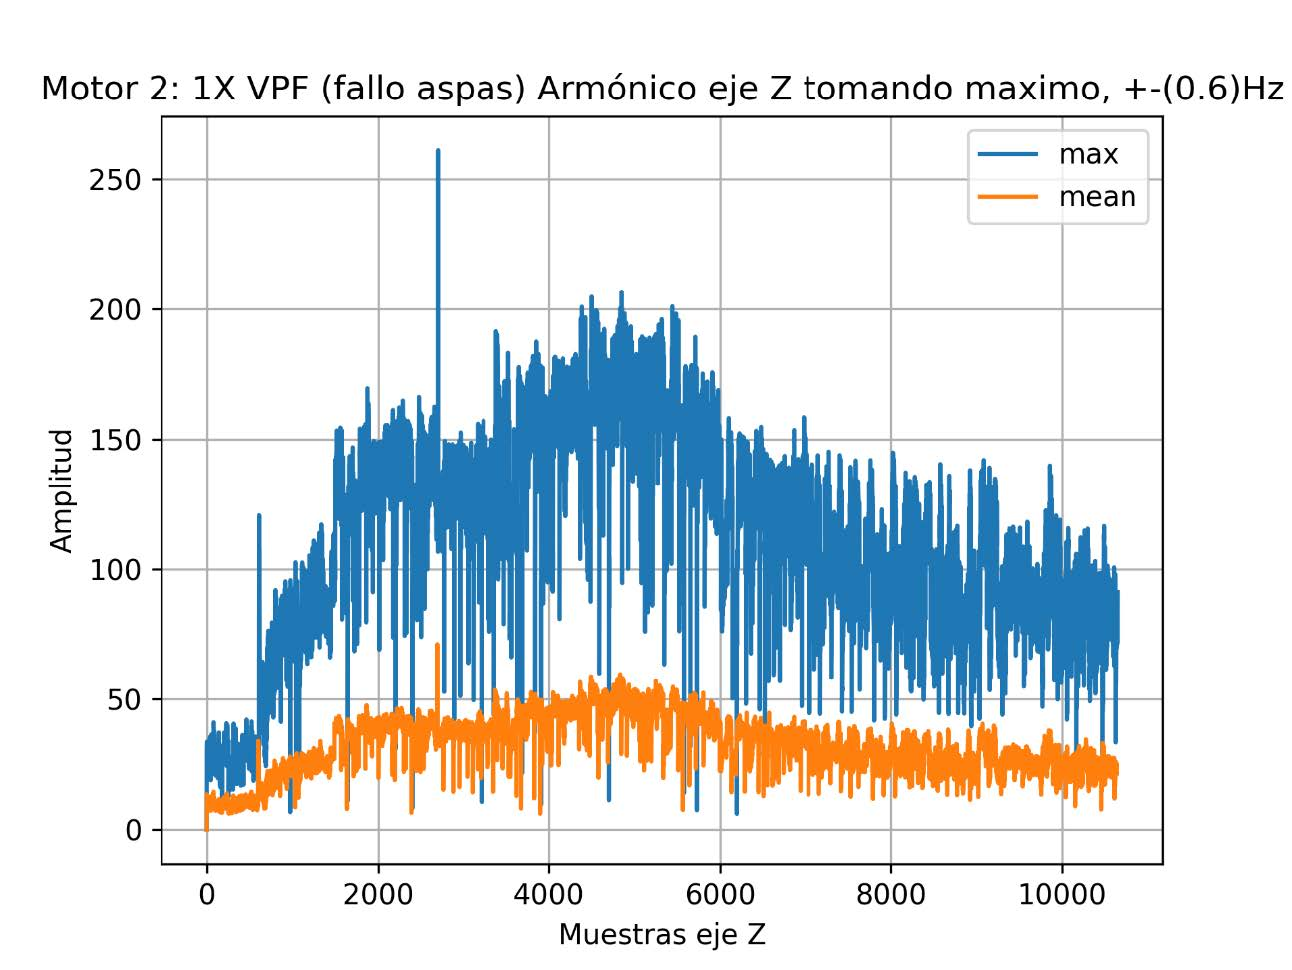 Motor 2: 1X VPF (fallo aspas) Armónico eje Z tomando maximo, +-(0.6)Hz
max
mean
250
200
150
100
50
0
Amplitud
0 2000 4000 6000 8000 10000
Muestras eje Z